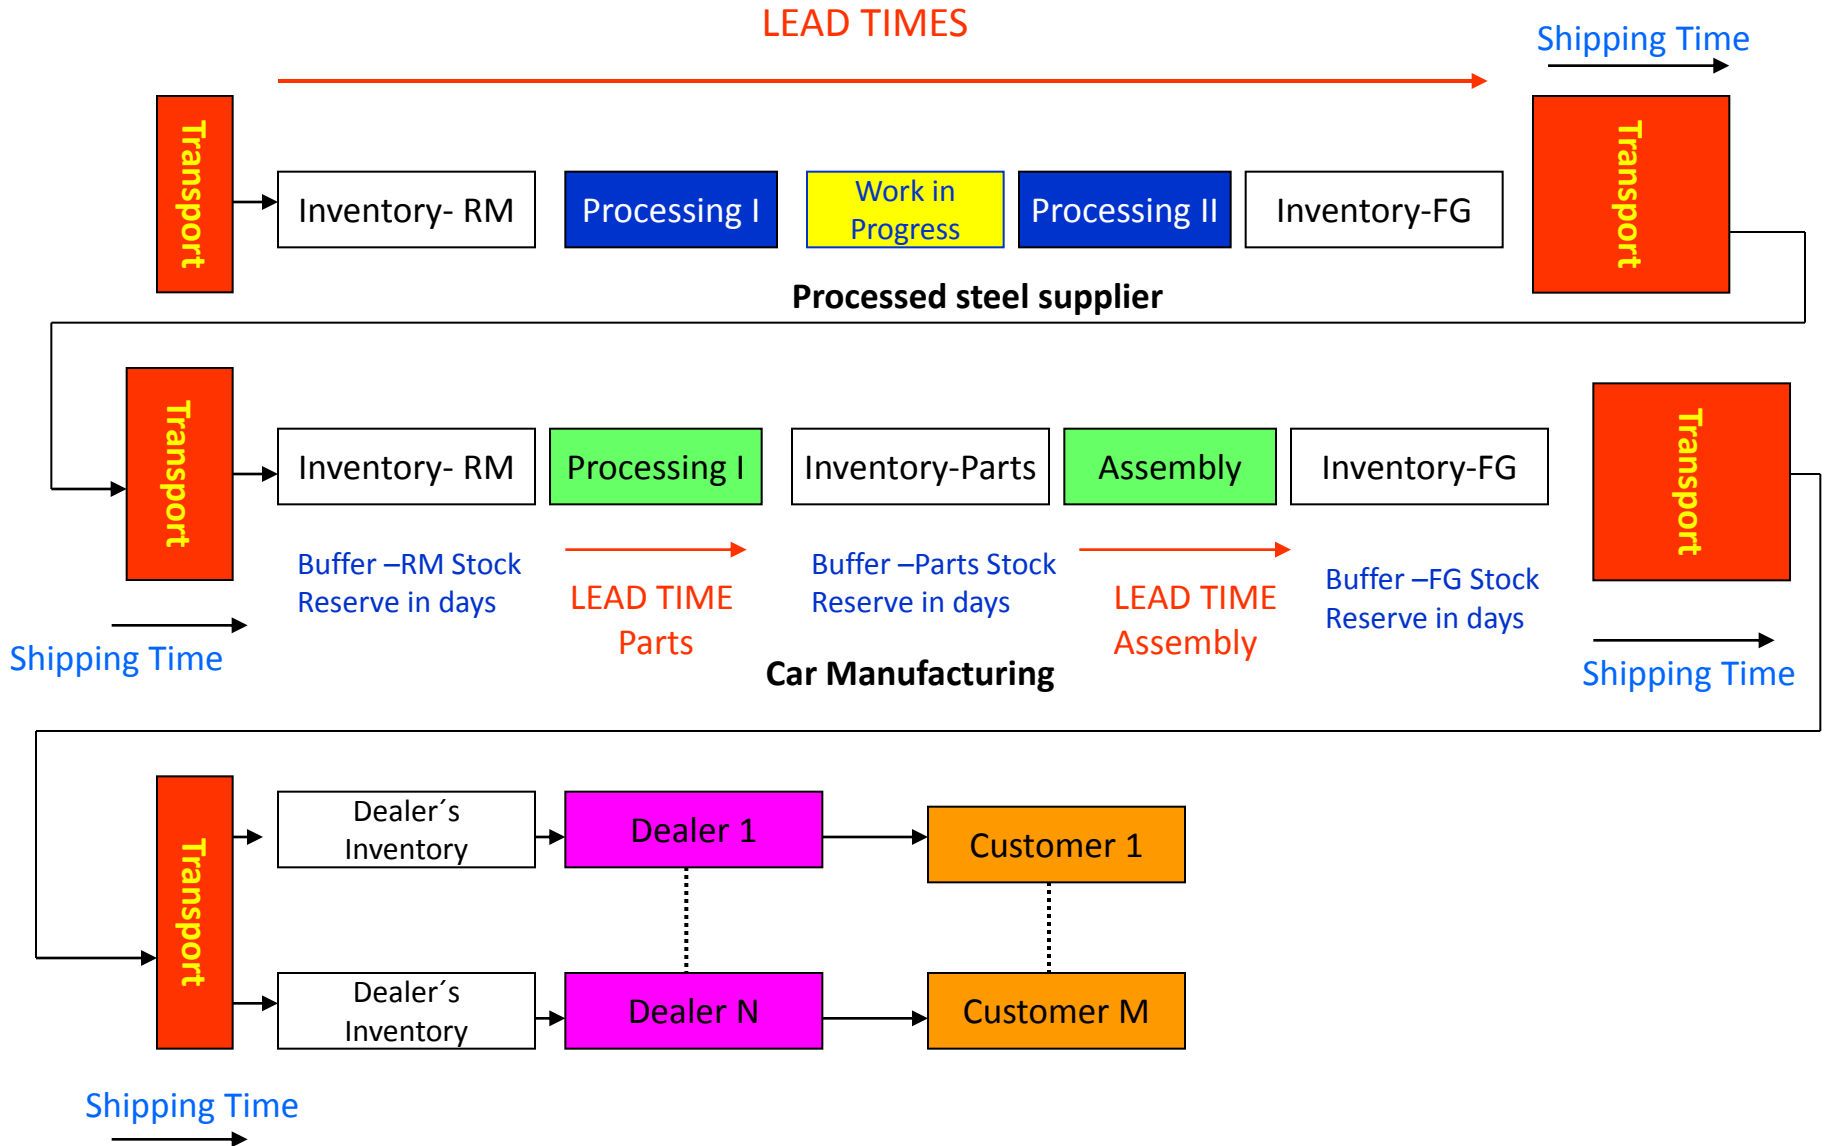 LEAD TIMES
Shipping Time
Transport
Inventory- RM
Processing I
Work in
Progress
Processing II
Inventory-FG
Transport
Processed steel supplier
Transport
Inventory- RM
Processing I
Inventory-Parts
Assembly
Inventory-FG
Transport
Buffer –RM Stock
Reserve in days
LEAD TIME
Parts
Buffer –Parts Stock
Reserve in days
LEAD TIME
Assembly
Buffer –FG Stock
Reserve in days
Shipping Time
Car Manufacturing
Shipping Time
Transport
Dealer´s
Inventory
Dealer 1
Customer 1
Dealer´s
Inventory
Dealer N
Customer M
Shipping Time